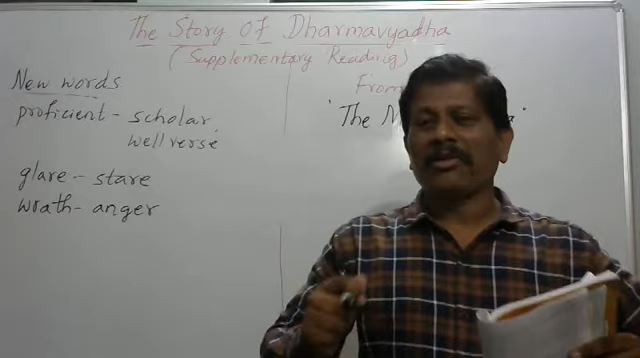 The Story Of Dharmavyadha
(Supplementary Reading)
New words
proficient - scholar,
well verse
glare - stare
wrath - anger
From
"The